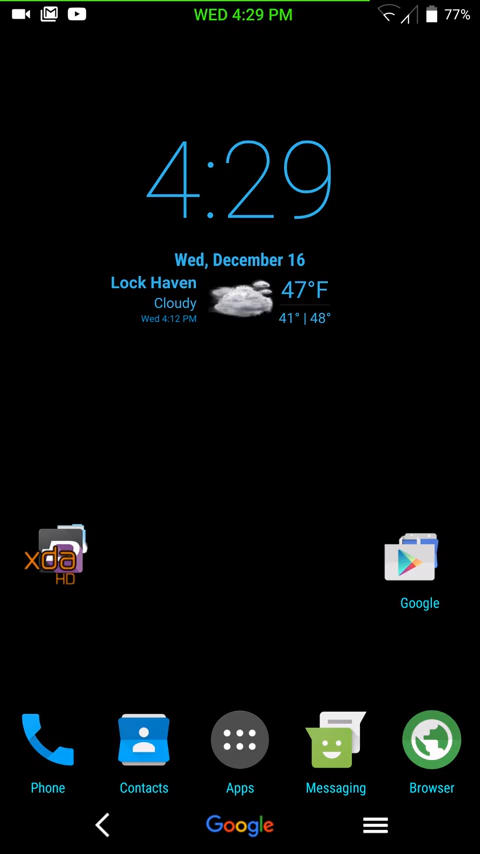 WED 4:29 PM
77%
4:29
Wed, December 16
Lock Haven
Cloudy
Wed 4:12 PM
47°F
41° | 48°
xda
HD
Google
Phone
Contacts
Apps
Messaging
Browser
Google